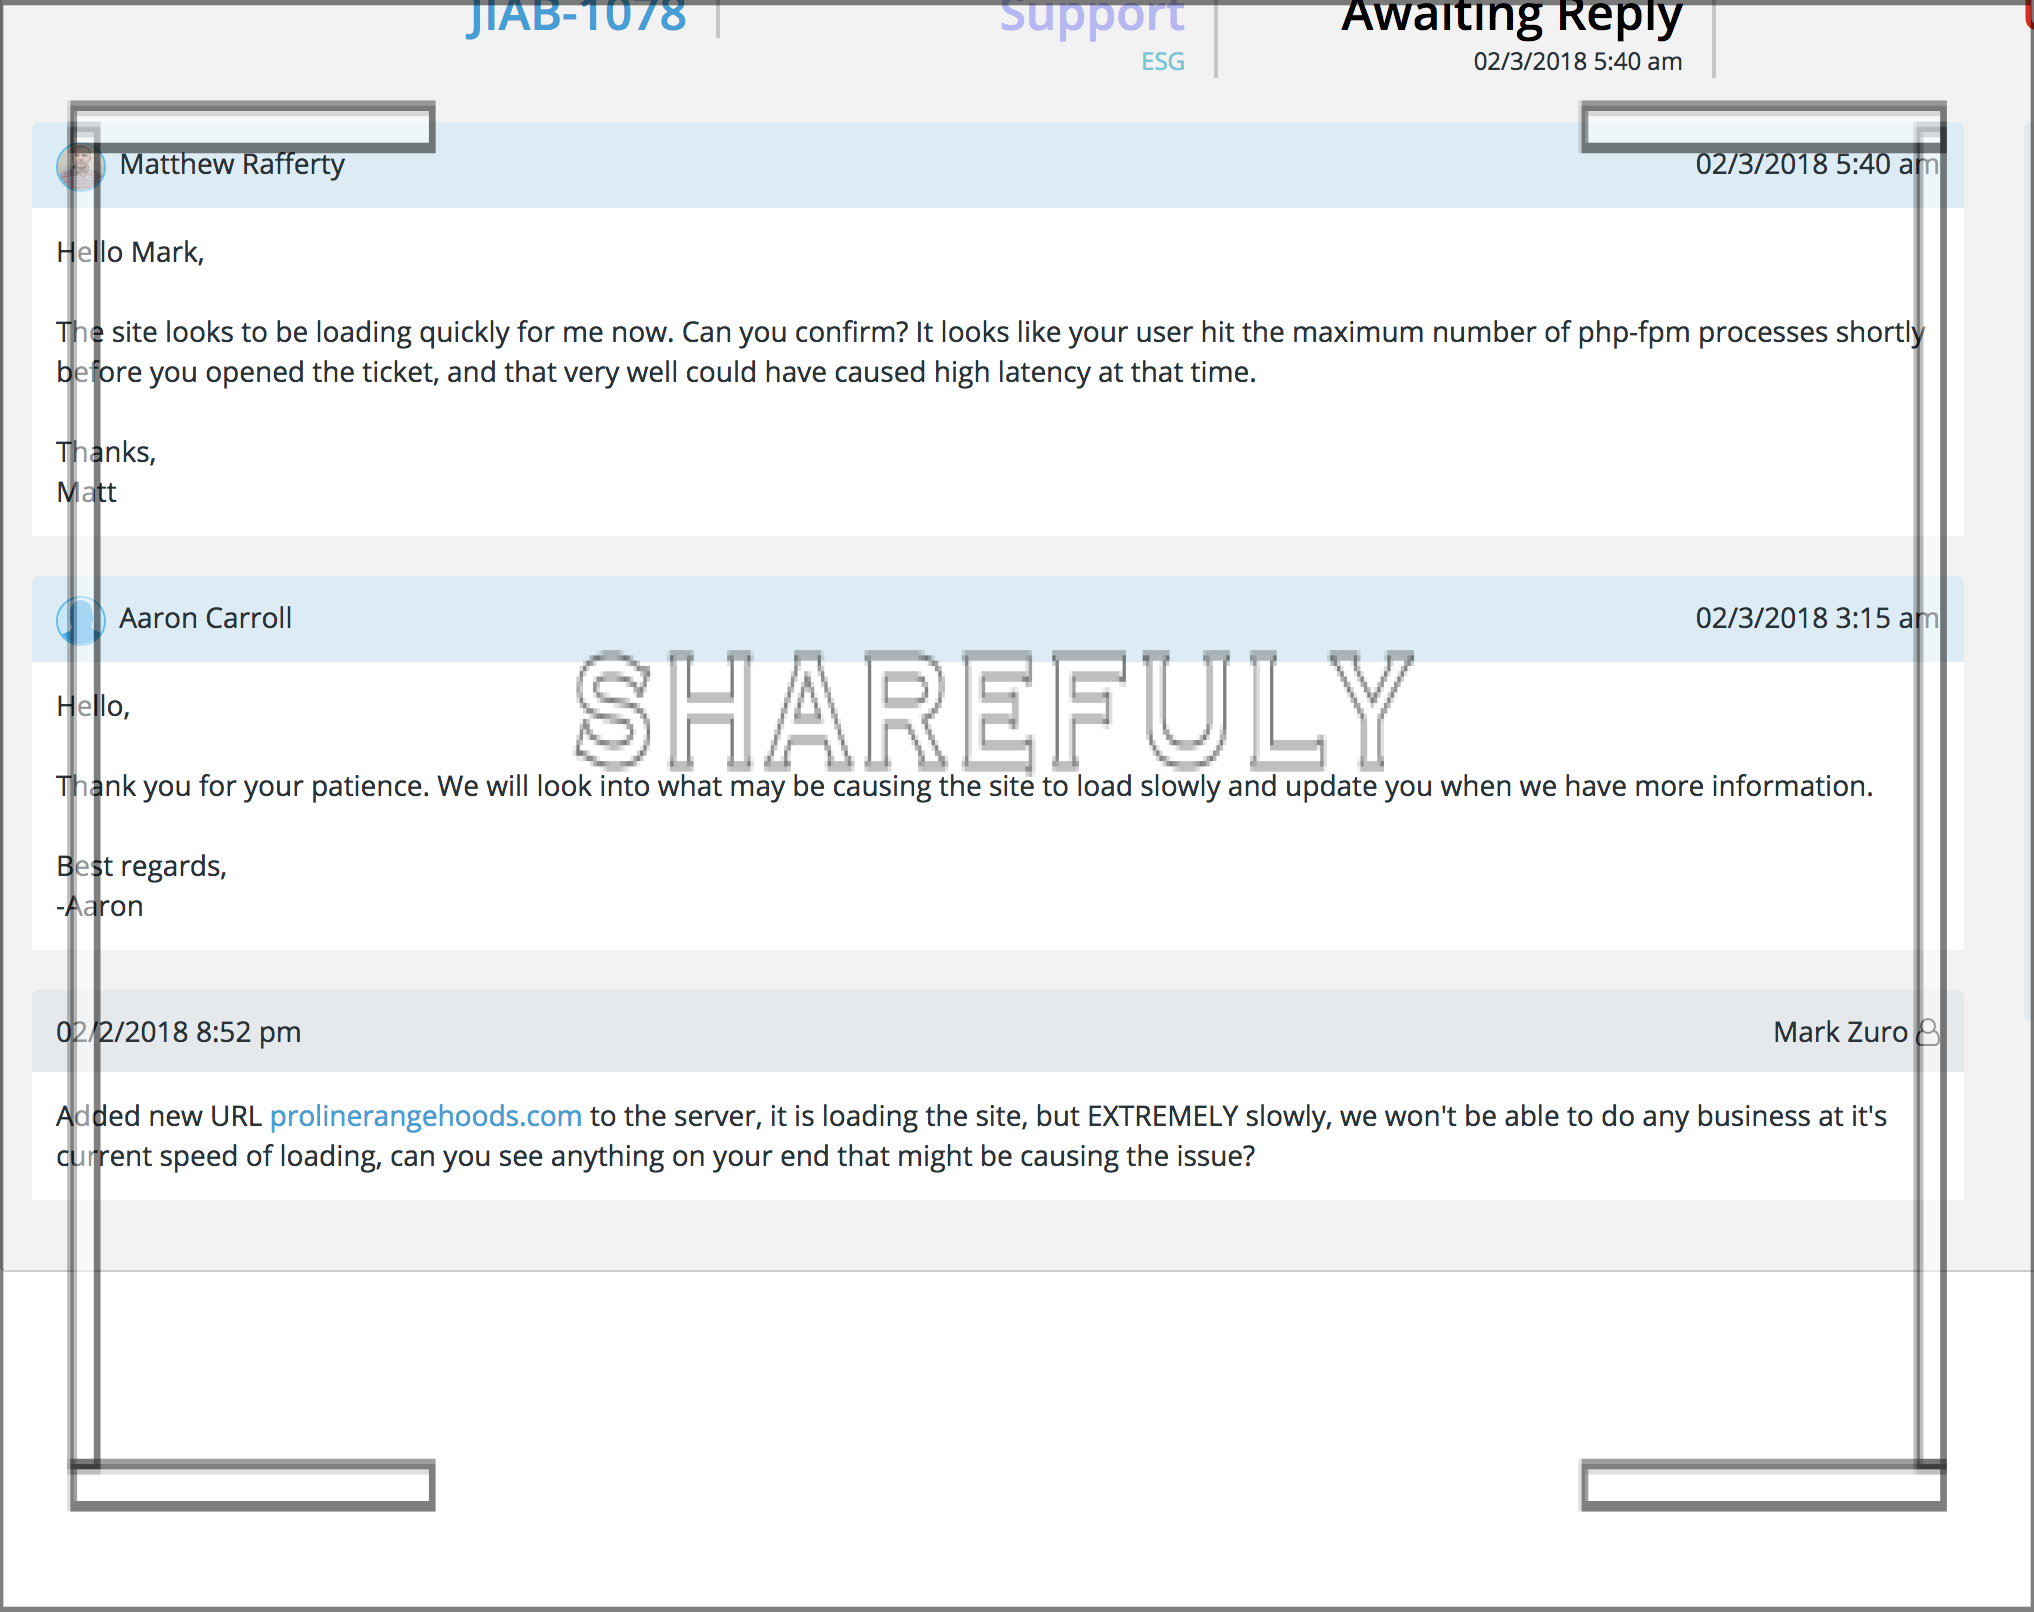 JIAB-1078
Support
ESG
Awaiting Reply
02/3/2018 5:40 am
Matthew Rafferty
02/3/2018 5:40 am
Hello Mark,
The site looks to be loading quickly for me now. Can you confirm? It looks like your user hit the maximum number of php-fpm processes shortly
before you opened the ticket, and that very well could have caused high latency at that time.
Thanks,
Matt
Aaron Carroll
02/3/2018 3:15 am
SHAREFULY
Hello,
Thank you for your patience. We will look into what may be causing the site to load slowly and update you when we have more information.
Best regards,
-Aaron
02/2/2018 8:52 pm
Mark Zuro
Added new URL prolinerangehoods.com to the server, it is loading the site, but EXTREMELY slowly, we won't be able to do any business at it's
current speed of loading, can you see anything on your end that might be causing the issue?